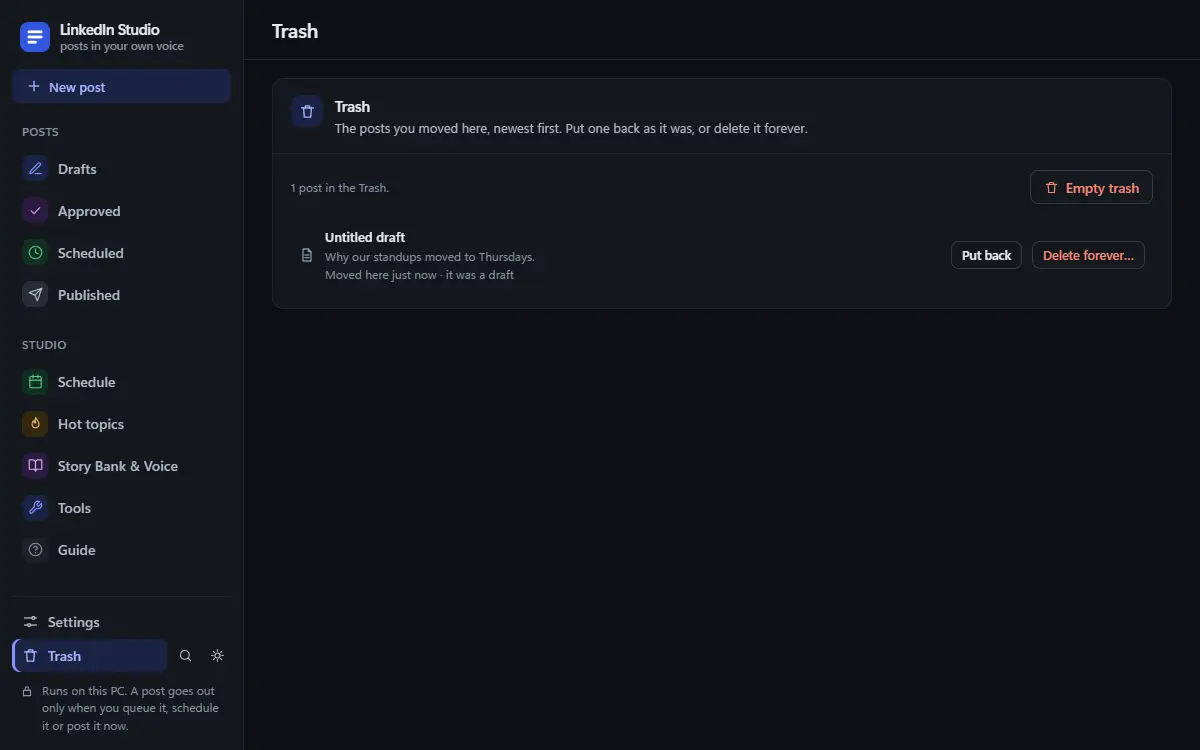 LinkedIn Studio
posts in your own voice
New post
POSTS
Drafts
Approved
Scheduled
Published
STUDIO
Schedule
Hot topics
Story Bank & Voice
Tools
Guide
Settings
Trash
Runs on this PC. A post goes out
only when you queue it, schedule
it or post it now.
Trash
Trash
The posts you moved here, newest first. Put one back as it was, or delete it forever.
1 post in the Trash.
Empty trash
Untitled draft
Why our standups moved to Thursdays.
Moved here just now · it was a draft
Put back
Delete forever...